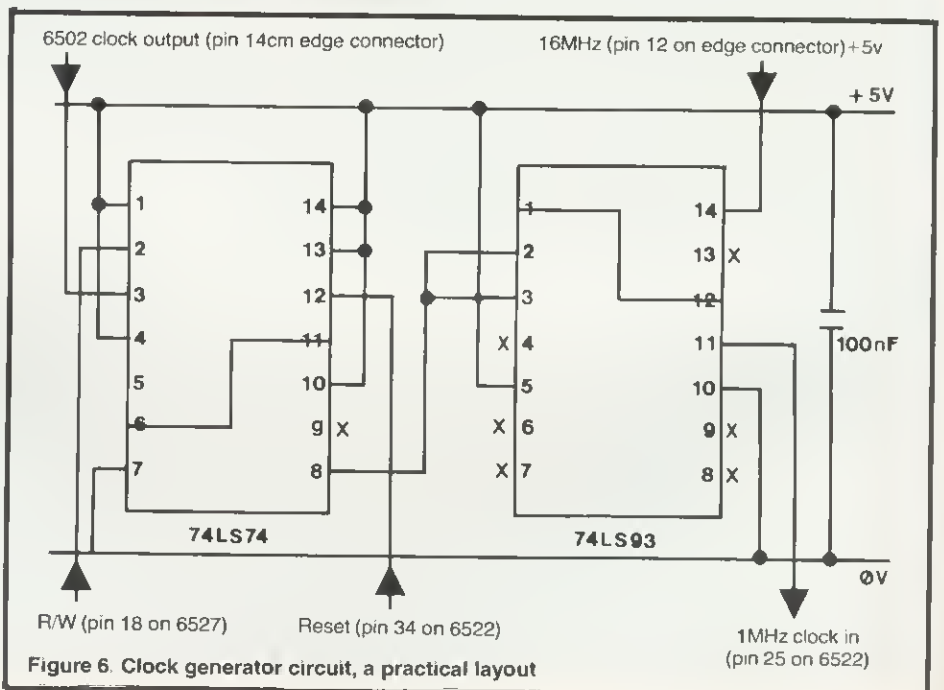 6502 clock output (pin 14cm edge connector)
16MHz (pin 12 on edge connector)+5v
+ 5V
1
2
3
4
5
6
7
14
13
12
11
10
g X
8
74LS74
1
2
3
X 4
5
X 6
X 7
14
13 X
12
11
10
9 X
8 X
74LS93
100nF
ØV
R/W (pin 18 on 6527)
Reset (pin 34 on 6522)
1MHz clock in
(pin 25 on 6522)
Figure 6. Clock generator circuit, a practical layout